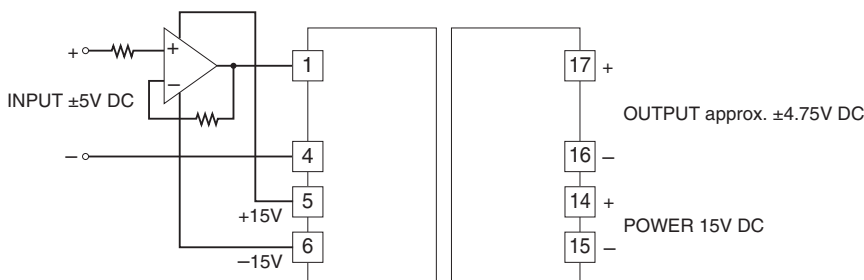 +
+
–
INPUT ±5V DC
–
1
4
5
+15V
6
–15V
17 +
OUTPUT approx. ±4.75V DC
16 –
14 +
POWER 15V DC
15 –